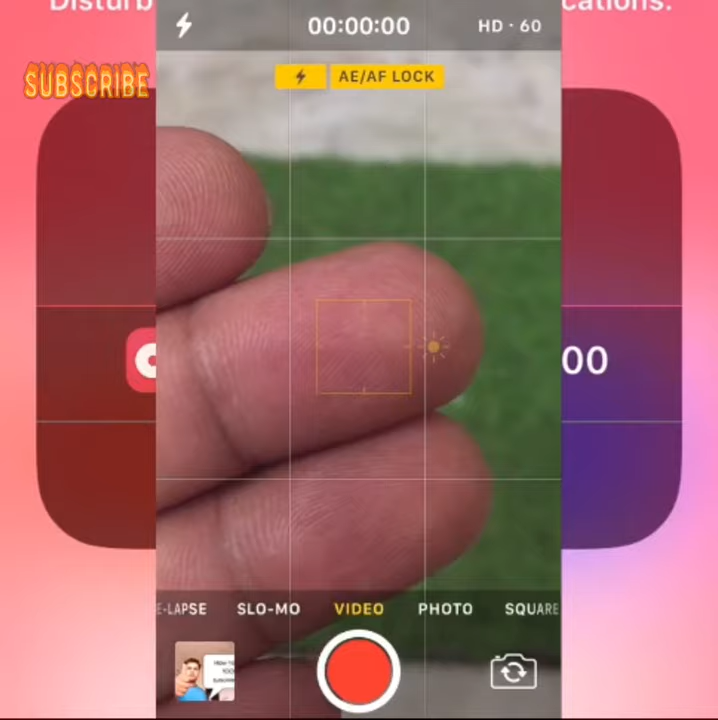 Disturb
cations.
00:00:00
HD · 60
SUBSCRIBE
AE/AF LOCK
00
E-LAPSE SLO-MO VIDEO PHOTO SQUARE